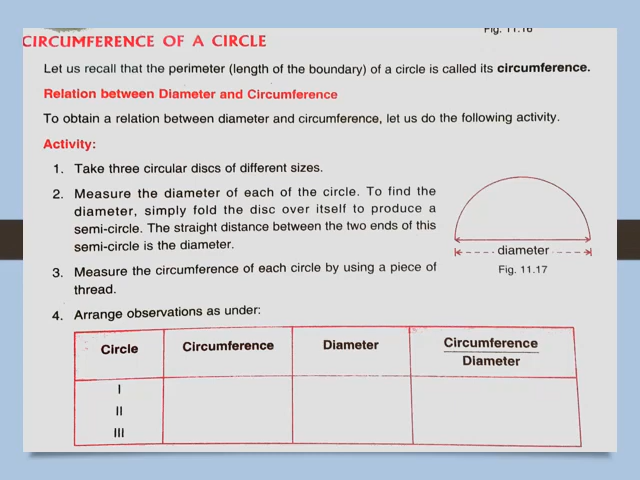 Fig. 11.16
CIRCUMFERENCE OF A CIRCLE
Let us recall that the perimeter (length of the boundary) of a circle is called its circumference.
Relation between Diameter and Circumference
To obtain a relation between diameter and circumference, let us do the following activity.
Activity:
1. Take three circular discs of different sizes.
2. Measure the diameter of each of the circle. To find the
diameter, simply fold the disc over itself to produce a
semi-circle. The straight distance between the two ends of this
semi-circle is the diameter.
diameter
Fig. 11.17
3. Measure the circumference of each circle by using a piece of
thread.
4. Arrange observations as under:
Circle Circumference Diameter Circumference
Diameter
I
II
III